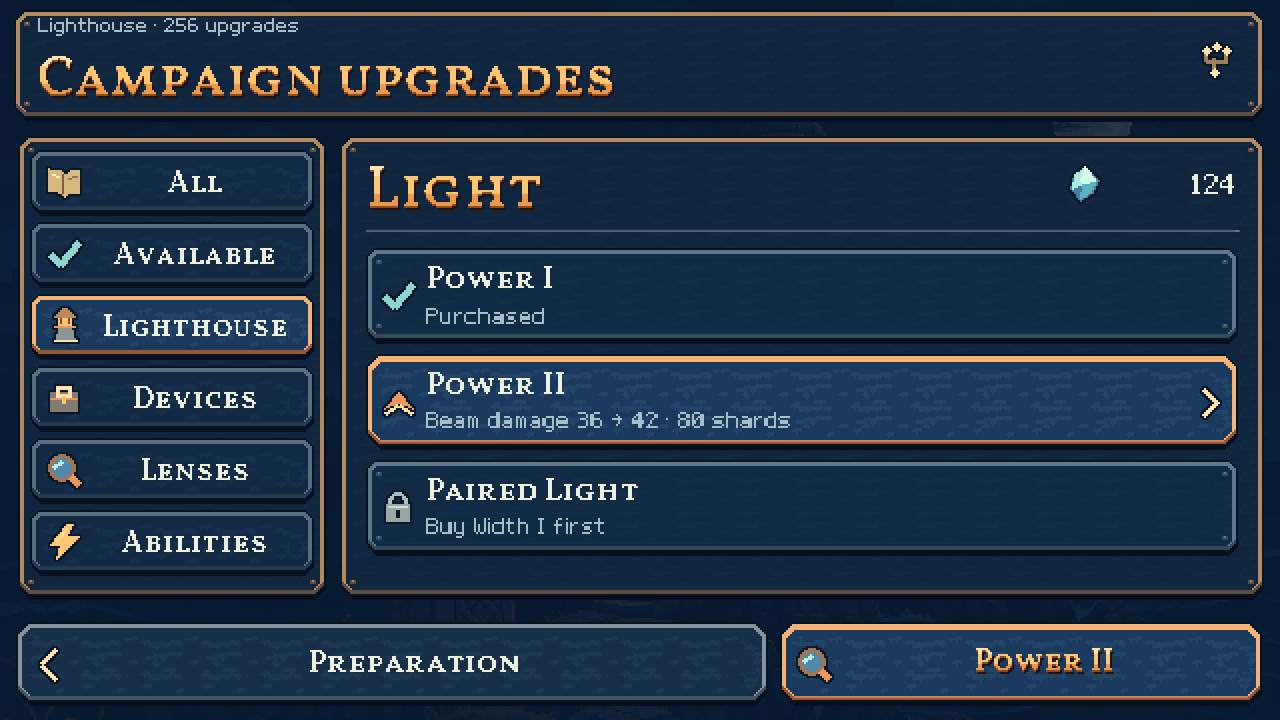 Lighthouse · 256 upgrades
Campaign upgrades
All
Available
Lighthouse
Devices
Lenses
Abilities
Light
124
Power I
Purchased
Power II
Beam damage 36 → 42 · 80 shards
Paired Light
Buy Width I first
Preparation
Power II